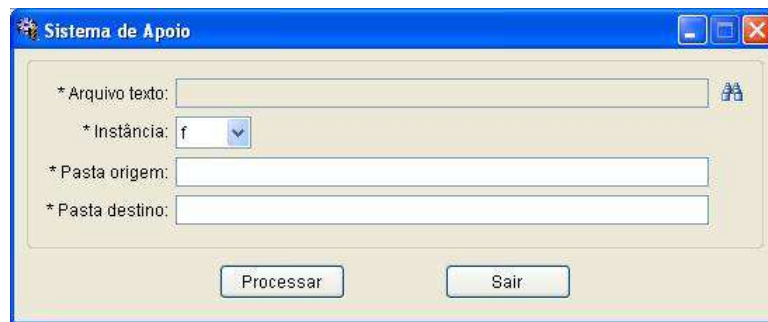 Sistema de Apoio
* Arquivo texto:
* Instância: f
* Pasta origem:
* Pasta destino:
Processar Sair